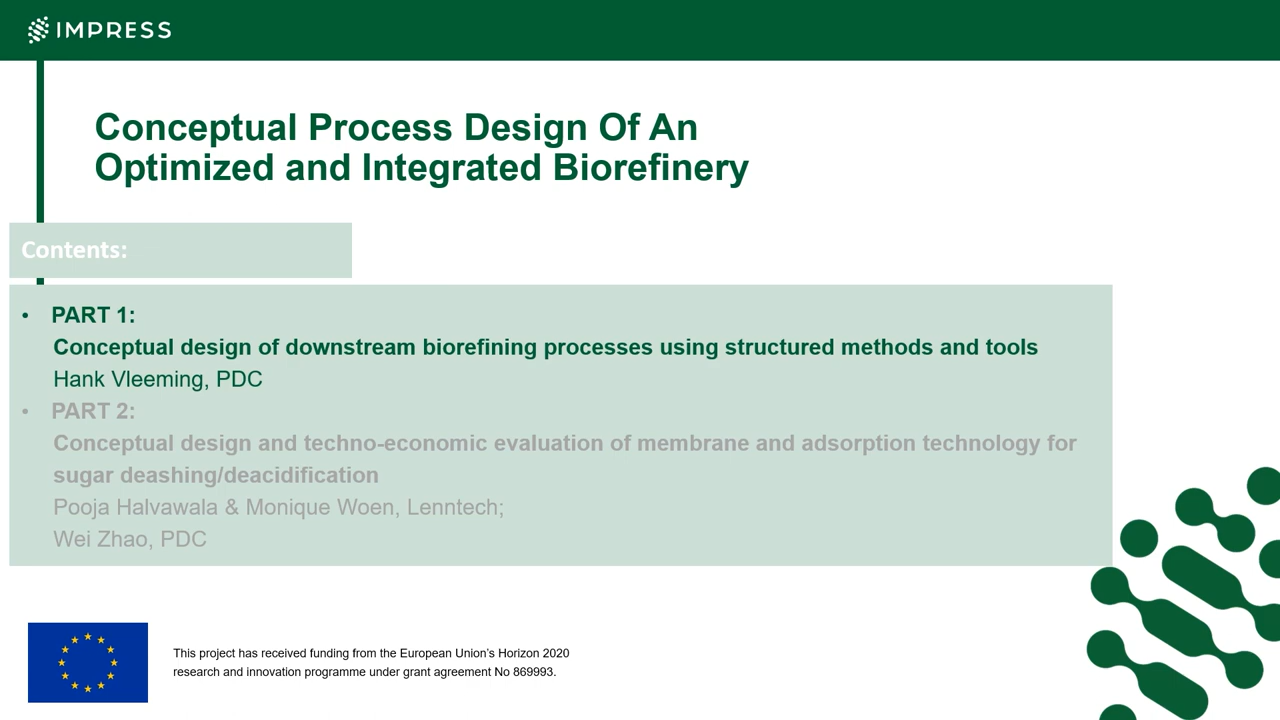 IMPRESS
Conceptual Process Design Of An
Optimized and Integrated Biorefinery
Contents:
• PART 1:
Conceptual design of downstream biorefining processes using structured methods and tools
Hank Vleeming, PDC
• PART 2:
Conceptual design and techno-economic evaluation of membrane and adsorption technology for
sugar deashing/deacidification
Pooja Halvawala & Monique Woen, Lenntech;
Wei Zhao, PDC
This project has received funding from the European Union’s Horizon 2020
research and innovation programme under grant agreement No 869993.